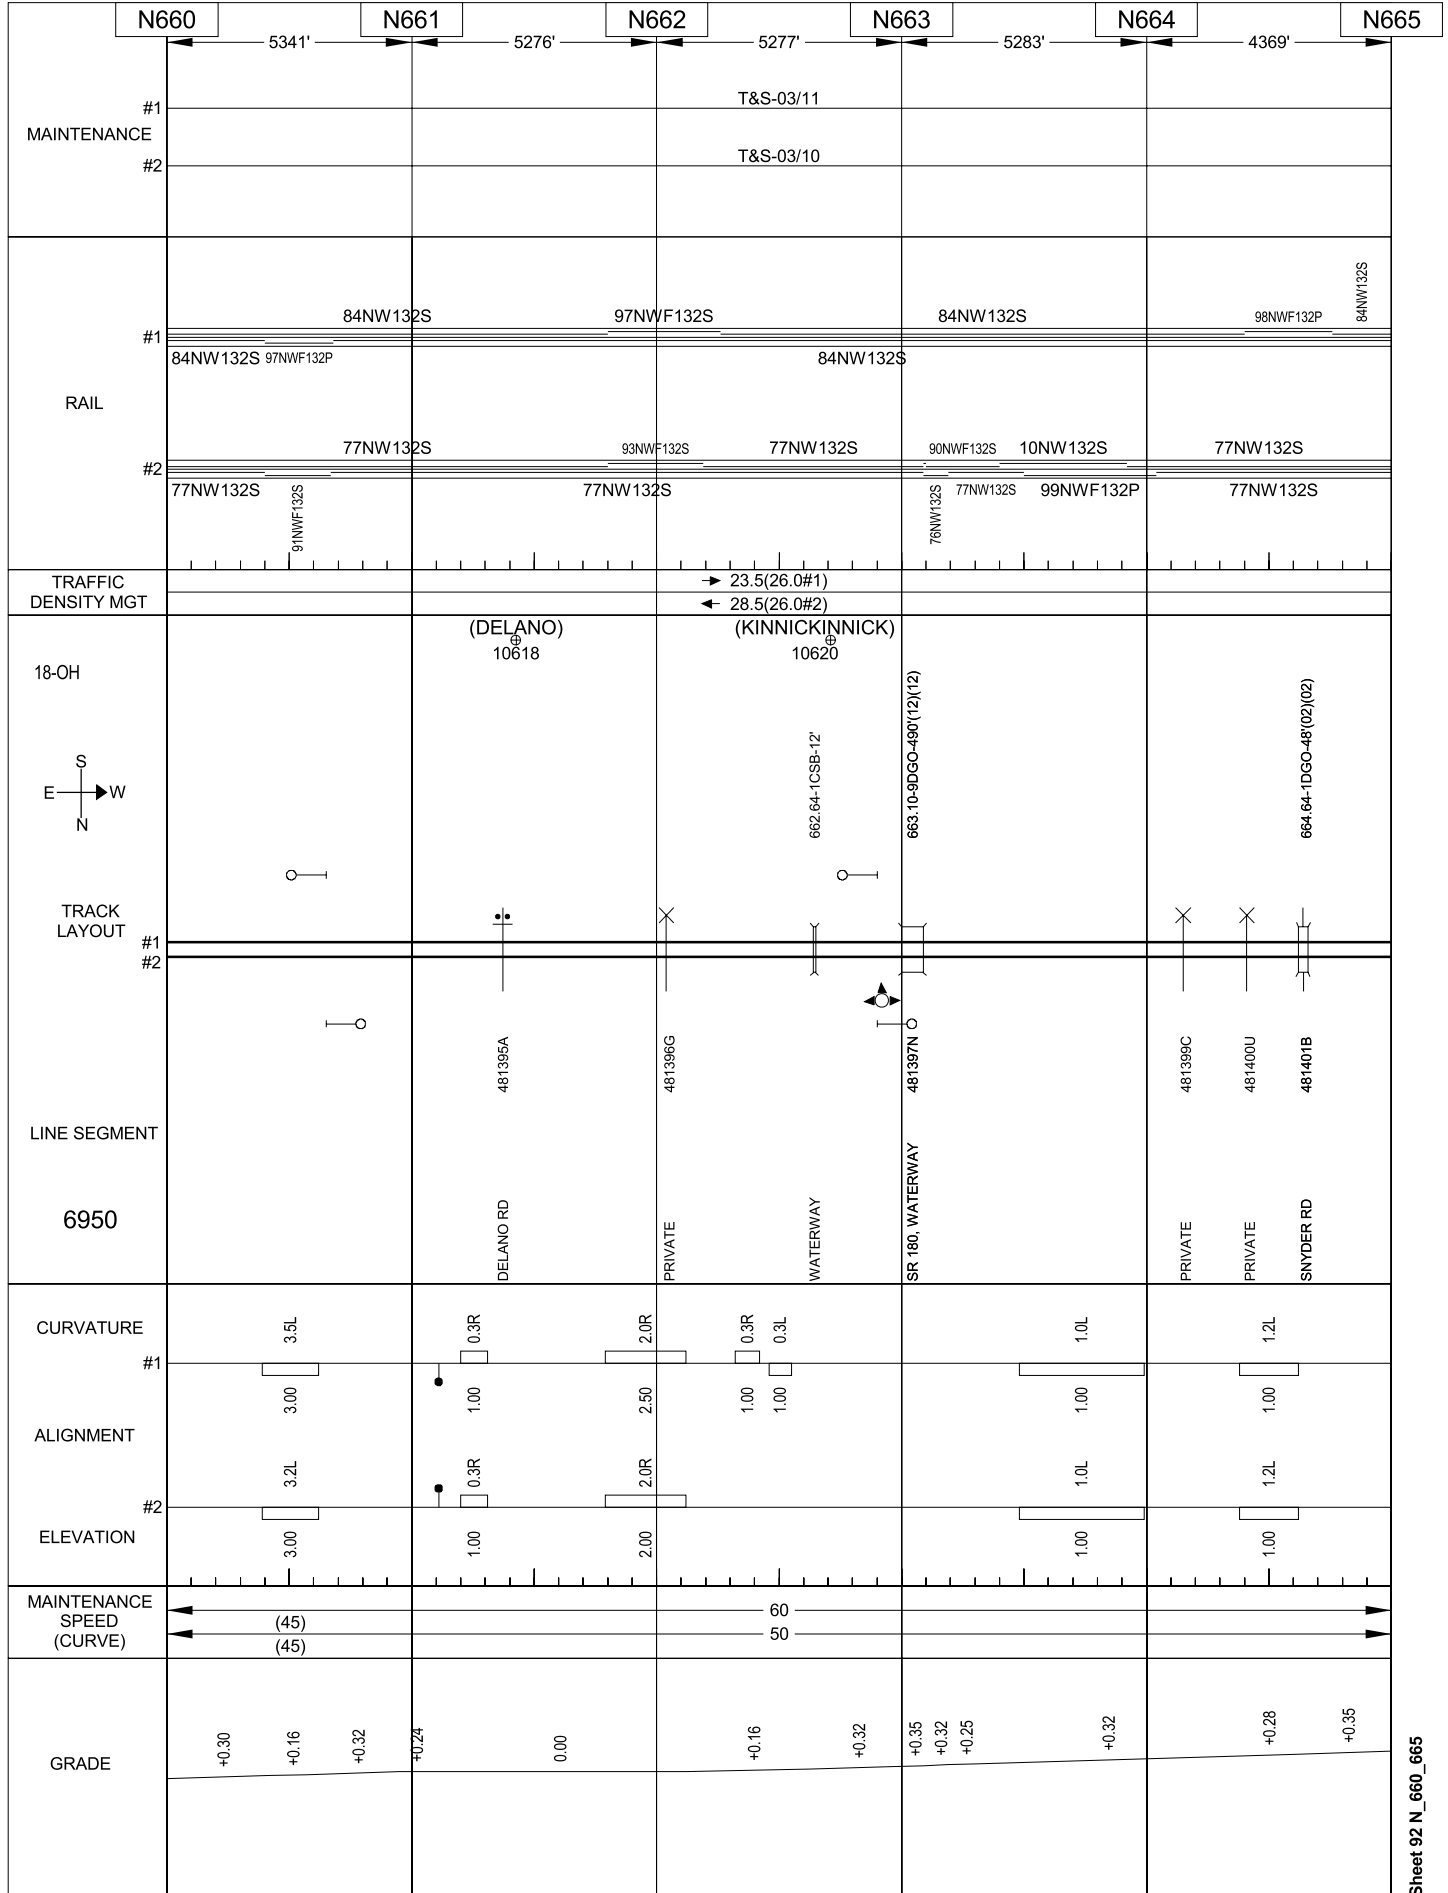 N660 N661 N662 N663 N664 N665
5341' 5276' 5277' 5283' 4369'
#1 T&S-03/11
MAINTENANCE
#2 T&S-03/10
84NW132S
84NW132S 97NWF132S 84NW132S 98NWF132P
#1
84NW132S 97NWF132P 84NW132S
RAIL
77NW132S 93NWF132S 77NW132S 90NWF132S 10NW132S 77NW132S
#2
77NW132S 91NWF132S 77NW132S 76NW132S 77NW132S 99NWF132P 77NW132S
TRAFFIC
DENSITY MGT
23.5(26.0#1)
28.5(26.0#2)
(DELANO) (KINNICKINNICK)
10618 10620
18-OH
662.64-1CSB-12'
663.10-9DGO-490'(12)(12)
664.64-1DGO-48'(02)(02)
S
E W
N
TRACK
LAYOUT
#1
#2
481395A 481396G 481397N 481399C 481400U 481401B
LINE SEGMENT
6950
DELANO RD
PRIVATE
WATERWAY
SR 180, WATERWAY
PRIVATE
PRIVATE
SNYDER RD
CURVATURE
3.5L 0.3R 2.0R 0.3R 0.3L 1.0L 1.2L
#1
3.00 1.00 2.50 1.00 1.00 1.00 1.00
ALIGNMENT
3.2L 0.3R 2.0R 1.0L 1.2L
#2
ELEVATION
3.00 1.00 2.00 1.00 1.00
MAINTENANCE
SPEED
(CURVE)
60
(45)
50
(45)
GRADE
+0.30 +0.16 +0.32 +0.24 0.00 +0.16 +0.32 +0.35 +0.32 +0.25 +0.32 +0.28 +0.35
Sheet 92 N_660_665